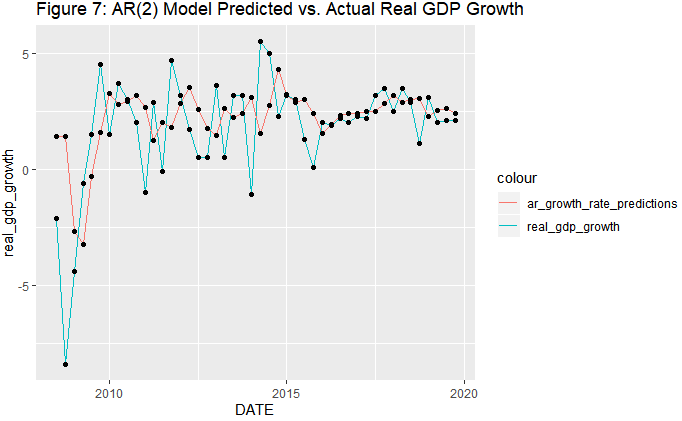 Figure 7: AR(2) Model Predicted vs. Actual Real GDP Growth
real_gdp_growth
5
0
-5
2010
2015
2020
DATE
colour
ar_growth_rate_predictions
real_gdp_growth